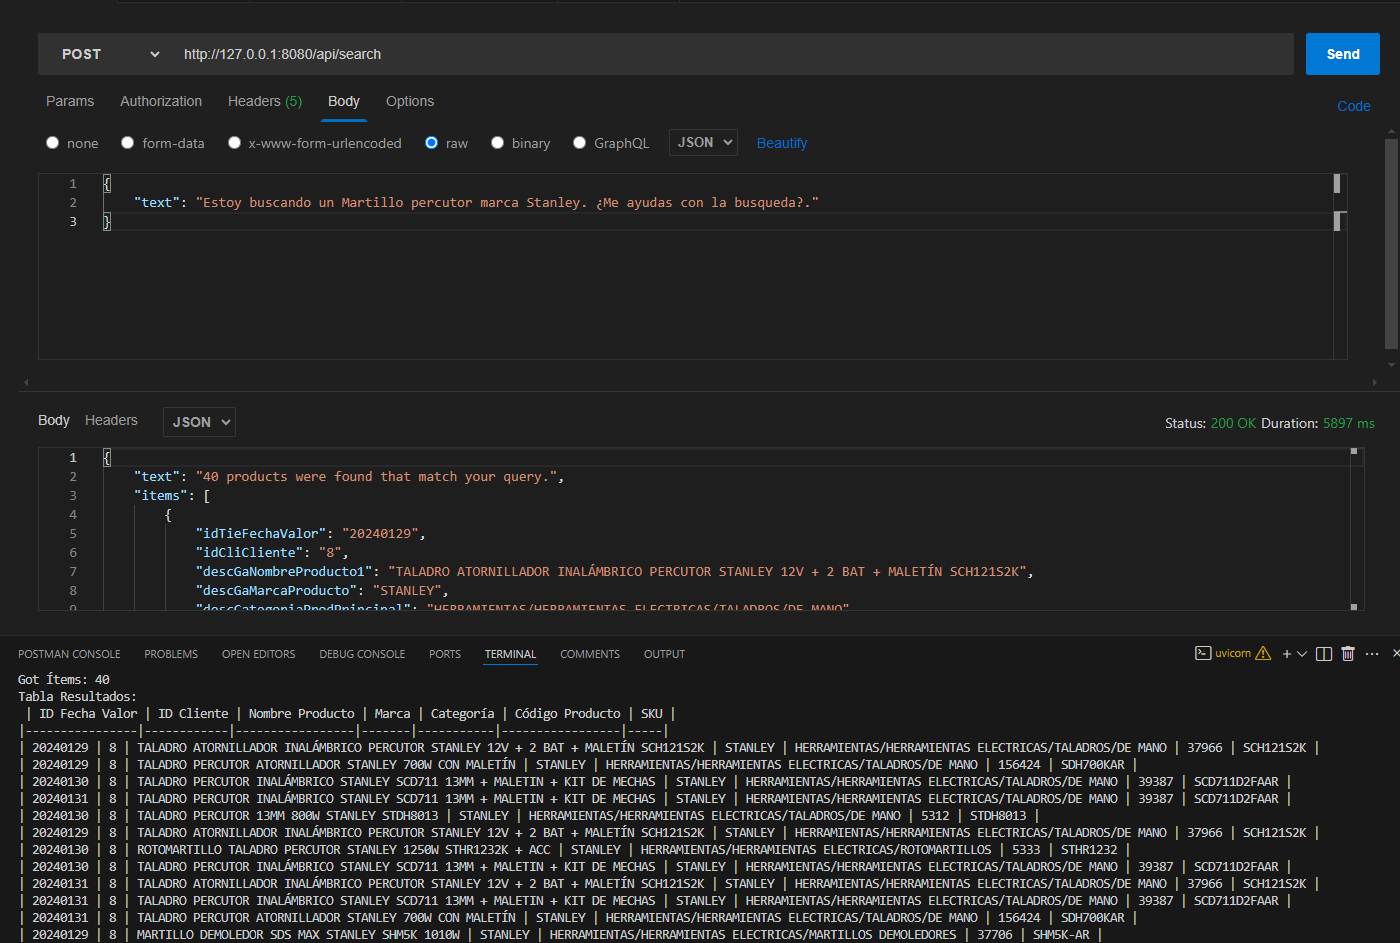 POST http://127.0.0.1:8080/api/search Send
Params Authorization Headers (5) Body Options
Code
none form-data x-www-form-urlencoded raw binary GraphQL JSON Beautify
1 {
2 "text": "Estoy buscando un Martillo percutor marca Stanley. ¿Me ayudas con la busqueda?."
3 }
Body Headers JSON Status: 200 OK Duration: 5897 ms
1 {
2 "text": "40 products were found that match your query.",
3 "items": [
4 {
5 "idTieFechaValor": "20240129",
6 "idCliCliente": "8",
7 "descGaNombreProducto1": "TALADRO ATORNILLADOR INALÁMBRICO PERCUTOR STANLEY 12V + 2 BAT + MALETÍN SCH121S2K",
8 "descGaMarcaProducto": "STANLEY",
9 "descCategoriaProdPrincipal": "HERRAMIENTAS/HERRAMIENTAS ELECTRICAS/TALADROS/DE MANO"
POSTMAN CONSOLE PROBLEMS OPEN EDITORS DEBUG CONSOLE PORTS TERMINAL COMMENTS OUTPUT uvicorn
Got Ítems: 40
Tabla Resultados:
| ID Fecha Valor | ID Cliente | Nombre Producto | Marca | Categoría | Código Producto | SKU |
|----------------|------------|-----------------|-------|-----------|-----------------|-----|
| 20240129 | 8 | TALADRO ATORNILLADOR INALÁMBRICO PERCUTOR STANLEY 12V + 2 BAT + MALETÍN SCH121S2K | STANLEY | HERRAMIENTAS/HERRAMIENTAS ELECTRICAS/TALADROS/DE MANO | 37966 | SCH121S2K |
| 20240129 | 8 | TALADRO PERCUTOR ATORNILLADOR STANLEY 700W CON MALETÍN | STANLEY | HERRAMIENTAS/HERRAMIENTAS ELECTRICAS/TALADROS/DE MANO | 156424 | SDH700KAR |
| 20240130 | 8 | TALADRO PERCUTOR INALÁMBRICO STANLEY SCD711 13MM + MALETIN + KIT DE MECHAS | STANLEY | HERRAMIENTAS/HERRAMIENTAS ELECTRICAS/TALADROS/DE MANO | 39387 | SCD711D2FAAR |
| 20240131 | 8 | TALADRO PERCUTOR INALÁMBRICO STANLEY SCD711 13MM + MALETIN + KIT DE MECHAS | STANLEY | HERRAMIENTAS/HERRAMIENTAS ELECTRICAS/TALADROS/DE MANO | 39387 | SCD711D2FAAR |
| 20240130 | 8 | TALADRO PERCUTOR 13MM 800W STANLEY STDH8013 | STANLEY | HERRAMIENTAS/HERRAMIENTAS ELECTRICAS/TALADROS/DE MANO | 5312 | STDH8013 |
| 20240129 | 8 | TALADRO ATORNILLADOR INALÁMBRICO PERCUTOR STANLEY 12V + 2 BAT + MALETÍN SCH121S2K | STANLEY | HERRAMIENTAS/HERRAMIENTAS ELECTRICAS/TALADROS/DE MANO | 37966 | SCH121S2K |
| 20240130 | 8 | ROTOMARTILLO TALADRO PERCUTOR STANLEY 1250W STHR1232K + ACC | STANLEY | HERRAMIENTAS/HERRAMIENTAS ELECTRICAS/ROTOMARTILLOS | 5333 | STHR1232 |
| 20240130 | 8 | TALADRO PERCUTOR INALÁMBRICO STANLEY SCD711 13MM + MALETIN + KIT DE MECHAS | STANLEY | HERRAMIENTAS/HERRAMIENTAS ELECTRICAS/TALADROS/DE MANO | 39387 | SCD711D2FAAR |
| 20240131 | 8 | TALADRO ATORNILLADOR INALÁMBRICO PERCUTOR STANLEY 12V + 2 BAT + MALETÍN SCH121S2K | STANLEY | HERRAMIENTAS/HERRAMIENTAS ELECTRICAS/TALADROS/DE MANO | 37966 | SCH121S2K |
| 20240131 | 8 | TALADRO PERCUTOR INALÁMBRICO STANLEY SCD711 13MM + MALETIN + KIT DE MECHAS | STANLEY | HERRAMIENTAS/HERRAMIENTAS ELECTRICAS/TALADROS/DE MANO | 39387 | SCD711D2FAAR |
| 20240131 | 8 | TALADRO PERCUTOR ATORNILLADOR STANLEY 700W CON MALETÍN | STANLEY | HERRAMIENTAS/HERRAMIENTAS ELECTRICAS/TALADROS/DE MANO | 156424 | SDH700KAR |
| 20240129 | 8 | MARTILLO DEMOLEDOR SDS MAX STANLEY SHM5K 1010W | STANLEY | HERRAMIENTAS/HERRAMIENTAS ELECTRICAS/MARTILLOS DEMOLEDORES | 37706 | SHM5K-AR |